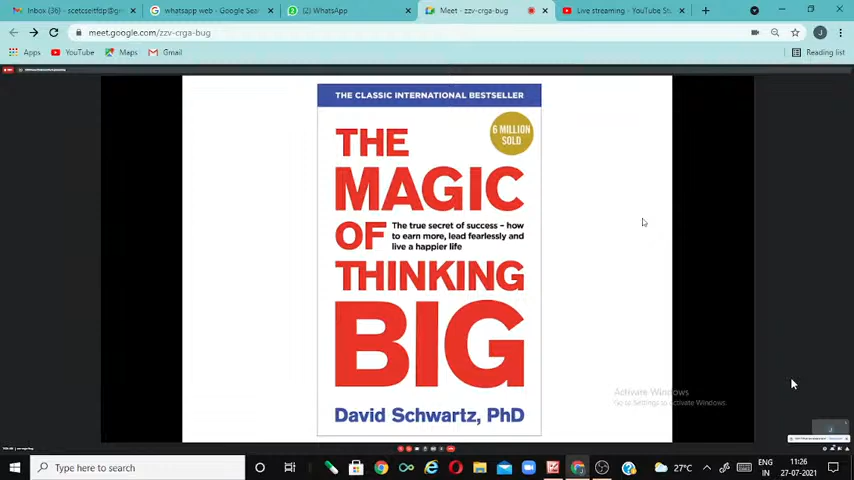 Inbox (36) - scetcseitfdp@gm
whatsapp web - Google Sea
(2) WhatsApp
Meet - zzv-crga-bug
Live streaming - YouTube St
meet.google.com/zzv-crga-bug
J
Apps
YouTube
Maps
Gmail
Reading list
THE CLASSIC INTERNATIONAL BESTSELLER
6 MILLION
SOLD
THE
MAGIC
OF
The true secret of success – how
to earn more, lead fearlessly and
live a happier life
THINKING
BIG
David Schwartz, PhD
Activate Windows
Go to Settings to activate Windows.
Type here to search
27°C
ENG
IN
11:26
27-07-2021